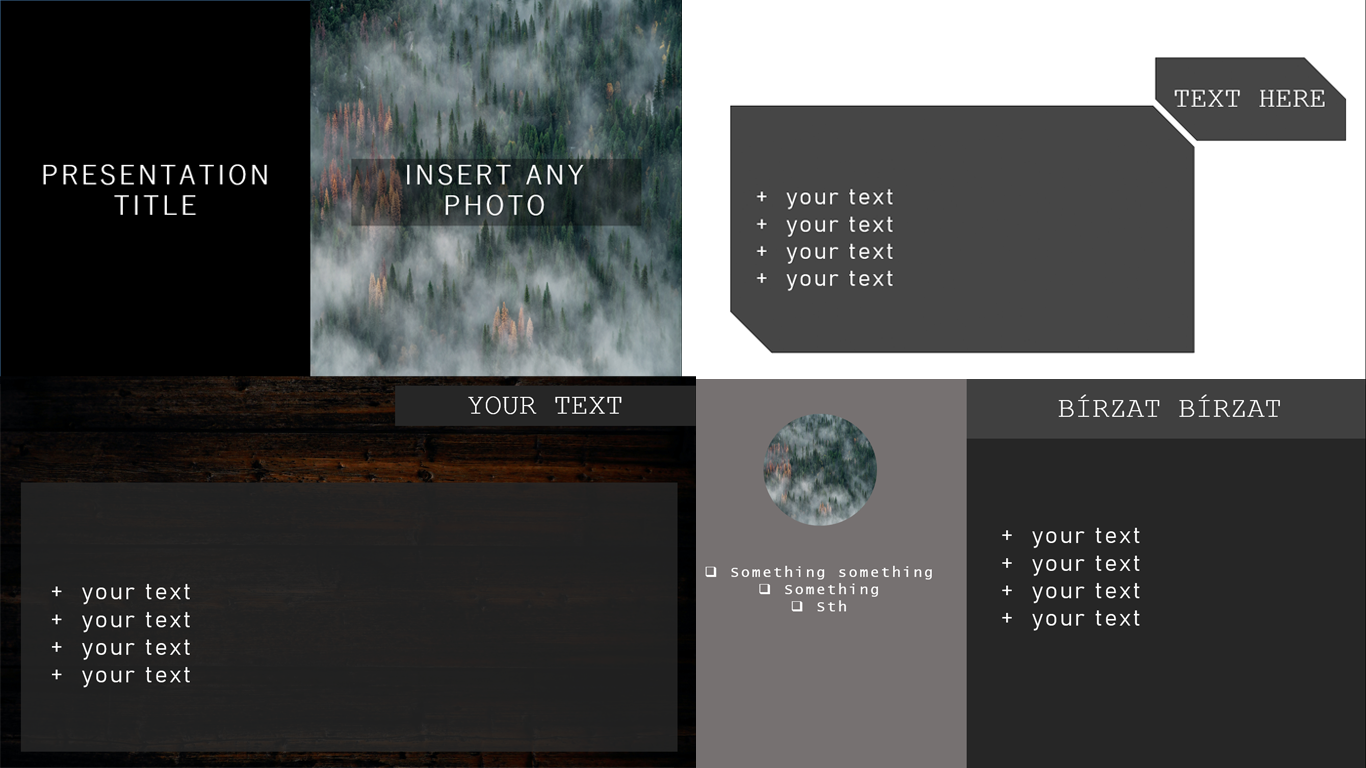 PRESENTATION
TITLE
INSERT ANY
PHOTO
TEXT HERE
+ your text
+ your text
+ your text
+ your text
YOUR TEXT
+ your text
+ your text
+ your text
+ your text
❑ Something something
❑ Something
❑ Sth
BÍRZAT BÍRZAT
+ your text
+ your text
+ your text
+ your text